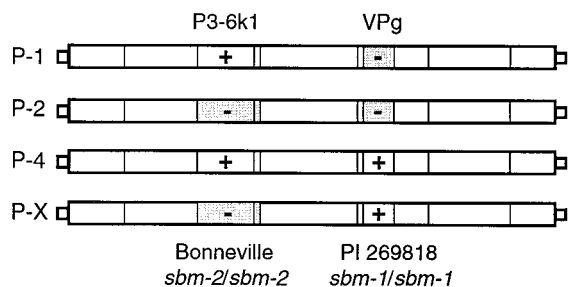 P3-6k1 VPg
P-1 + -
P-2 - -
P-4 + +
P-X - +
Bonneville PI 269818
sbm-2/sbm-2 sbm-1/sbm-1